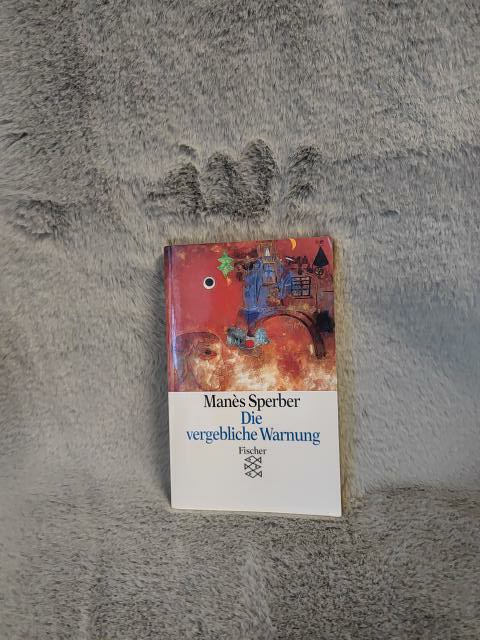 Manès Sperber
Die
vergebliche Warnung
Fischer